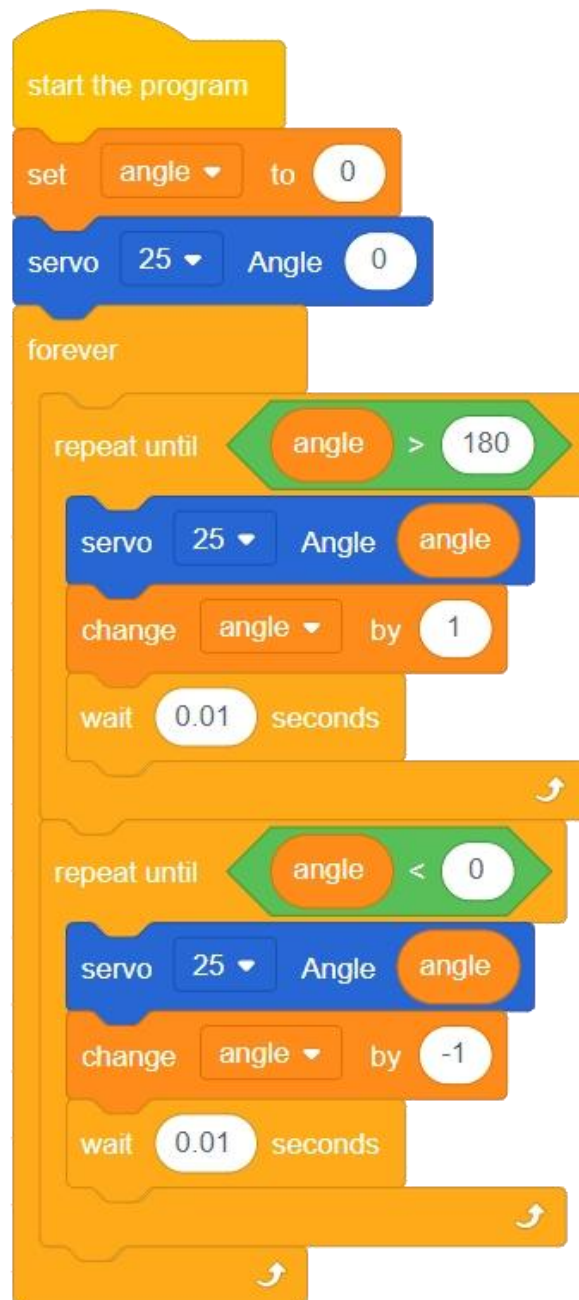 start the program
set angle to 0
servo 25 Angle 0
forever
repeat until angle > 180
servo 25 Angle angle
change angle by 1
wait 0.01 seconds
repeat until angle < 0
servo 25 Angle angle
change angle by -1
wait 0.01 seconds